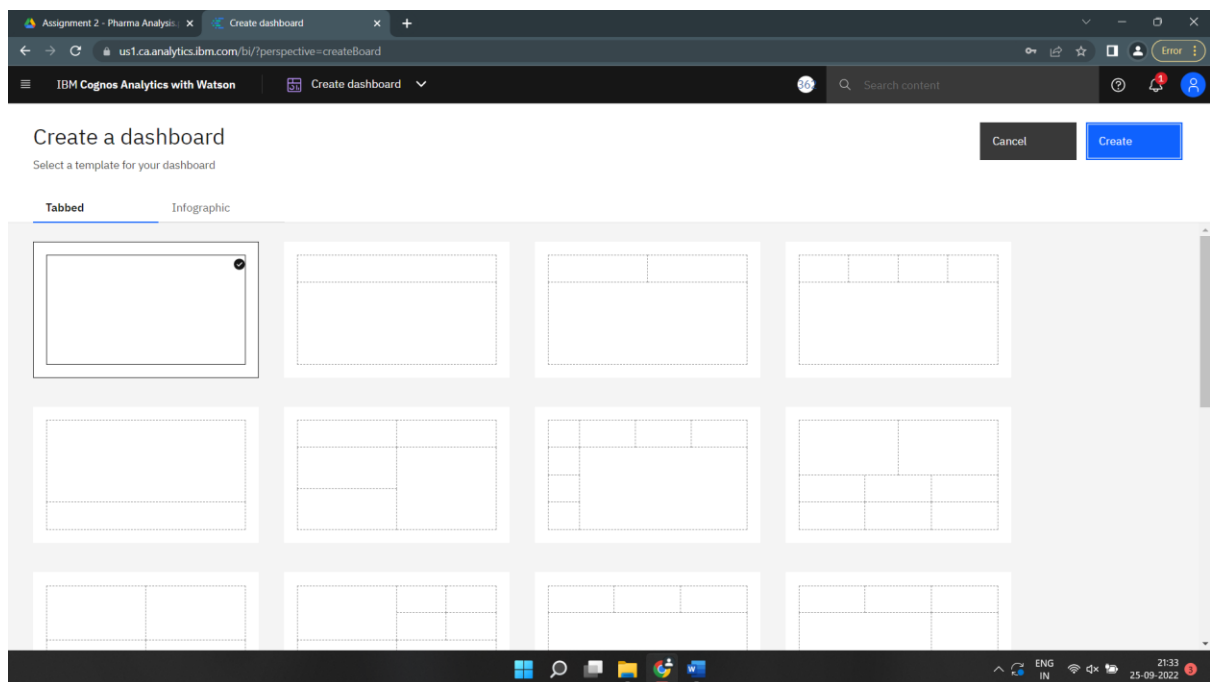 Assignment 2 - Pharma Analysis.
Create dashboard
us1.ca.analytics.ibm.com/bi/?perspective=createBoard
Error
IBM Cognos Analytics with Watson
Create dashboard
Search content
1
Create a dashboard
Select a template for your dashboard
Cancel
Create
Tabbed
Infographic
ENG
IN
21:33
25-09-2022
3